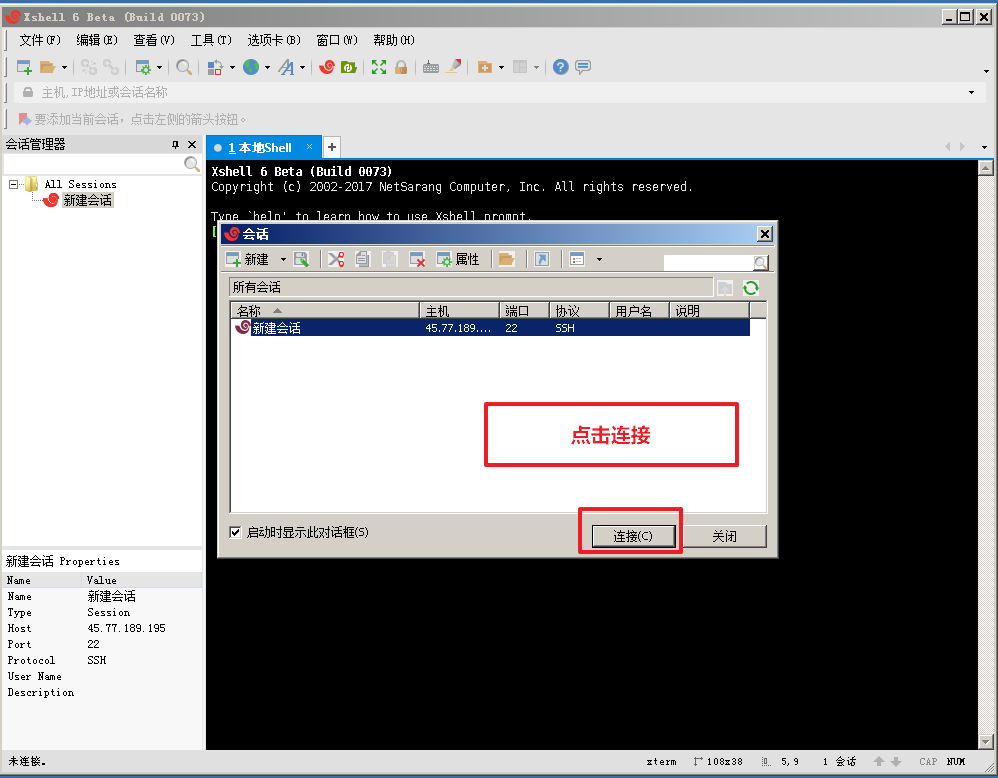 Xshell 6 Beta (Build 0073)
文件(F) 编辑(E) 查看(V) 工具(T) 选项卡(B) 窗口(W) 帮助(H)
主机,IP地址或会话名称
要添加当前会话，点击左侧的箭头按钮。
会话管理器
All Sessions
新建会话
1 本地Shell
Xshell 6 Beta (Build 0073)
Copyright (c) 2002-2017 NetSarang Computer, Inc. All rights reserved.
Type `help' to learn how to use Xshell prompt.
[
会话
新建 属性
所有会话
名称 主机 端口 协议 用户名 说明
新建会话 45.77.189.... 22 SSH
点击连接
启动时显示此对话框(S)
连接(C) 关闭
新建会话 Properties
Name Value
Name 新建会话
Type Session
Host 45.77.189.195
Port 22
Protocol SSH
User Name
Description
未连接。 xterm 108x38 5,9 1 会话 CAP NUM